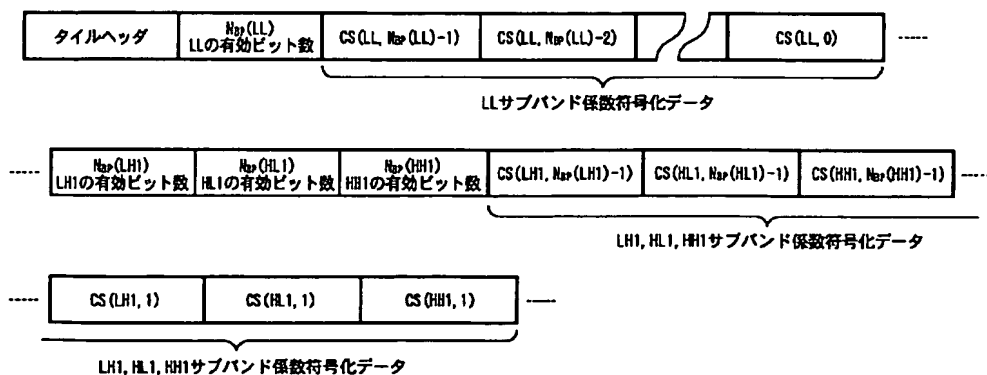 タイルヘッダ
N_BP(LL)
LLの有効ビット数
CS(LL, N_BP(LL)-1)
CS(LL, N_BP(LL)-2)
CS(LL, 0)
LLサブバンド係数符号化データ
N_BP(LH1)
LH1の有効ビット数
N_BP(HL1)
HL1の有効ビット数
N_BP(HH1)
HH1の有効ビット数
CS(LH1, N_BP(LH1)-1)
CS(HL1, N_BP(HL1)-1)
CS(HH1, N_BP(HH1)-1)
LH1, HL1, HH1サブバンド係数符号化データ
CS(LH1, 1)
CS(HL1, 1)
CS(HH1, 1)
LH1, HL1, HH1サブバンド係数符号化データ